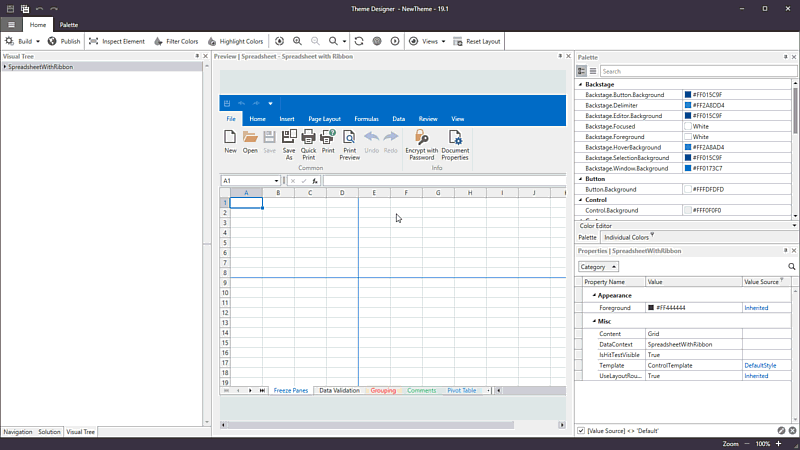 Theme Designer - NewTheme - 19.1
Home Palette
Build Publish Inspect Element Filter Colors Highlight Colors Views Reset Layout
Visual Tree
SpreadsheetWithRibbon
Navigation Solution Visual Tree
Preview | Spreadsheet - Spreadsheet with Ribbon
File Home Insert Page Layout Formulas Data Review View
New Open Save Save As Quick Print Print Print Preview Undo Redo Encrypt with Password Document Properties
Common Info
A1 fx
A B C D E F G H I J
1
2
3
4
5
6
7
8
9
10
11
12
13
14
15
16
17
18
19
Freeze Panes Data Validation Grouping Comments Pivot Table
Palette
Search
Backstage
Backstage.Button.Background #FF015C9F
Backstage.Delimiter #FF2A8DD4
Backstage.Editor.Background #FF015C9F
Backstage.Focused White
Backstage.Foreground White
Backstage.HoverBackground #FF2A8AD4
Backstage.SelectionBackground #FF015C9F
Backstage.Window.Background #FF0173C7
Button
Button.Background #FFFDFDFD
Control
Control.Background #FFF0F0F0
Color Editor
Palette Individual Colors
Properties | SpreadsheetWithRibbon
Category
Property Name Value Value Source
Appearance
Foreground #FF444444 Inherited
Misc
Content Grid
DataContext SpreadsheetWithRibbon
IsHitTestVisible True
Template ControlTemplate DefaultStyle
UseLayoutRou... True Inherited
[Value Source] <> 'Default'
Zoom 100%